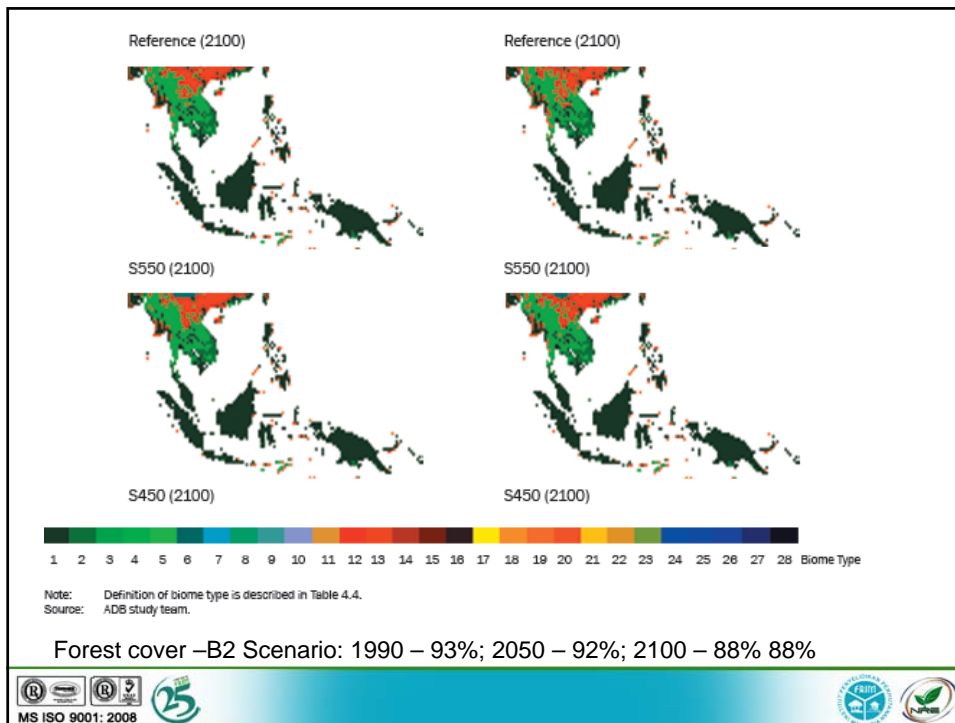 Reference (2100) Reference (2100)
S550 (2100) S550 (2100)
S450 (2100) S450 (2100)
1 2 3 4 5 6 7 8 9 10 11 12 13 14 15 16 17 18 19 20 21 22 23 24 25 26 27 28 Biome Type
Note: Definition of biome type is described in Table 4.4.
Source: ADB study team.
Forest cover –B2 Scenario: 1990 – 93%; 2050 – 92%; 2100 – 88% 88%
MS ISO 9001: 2008
25
FRIM
NRE